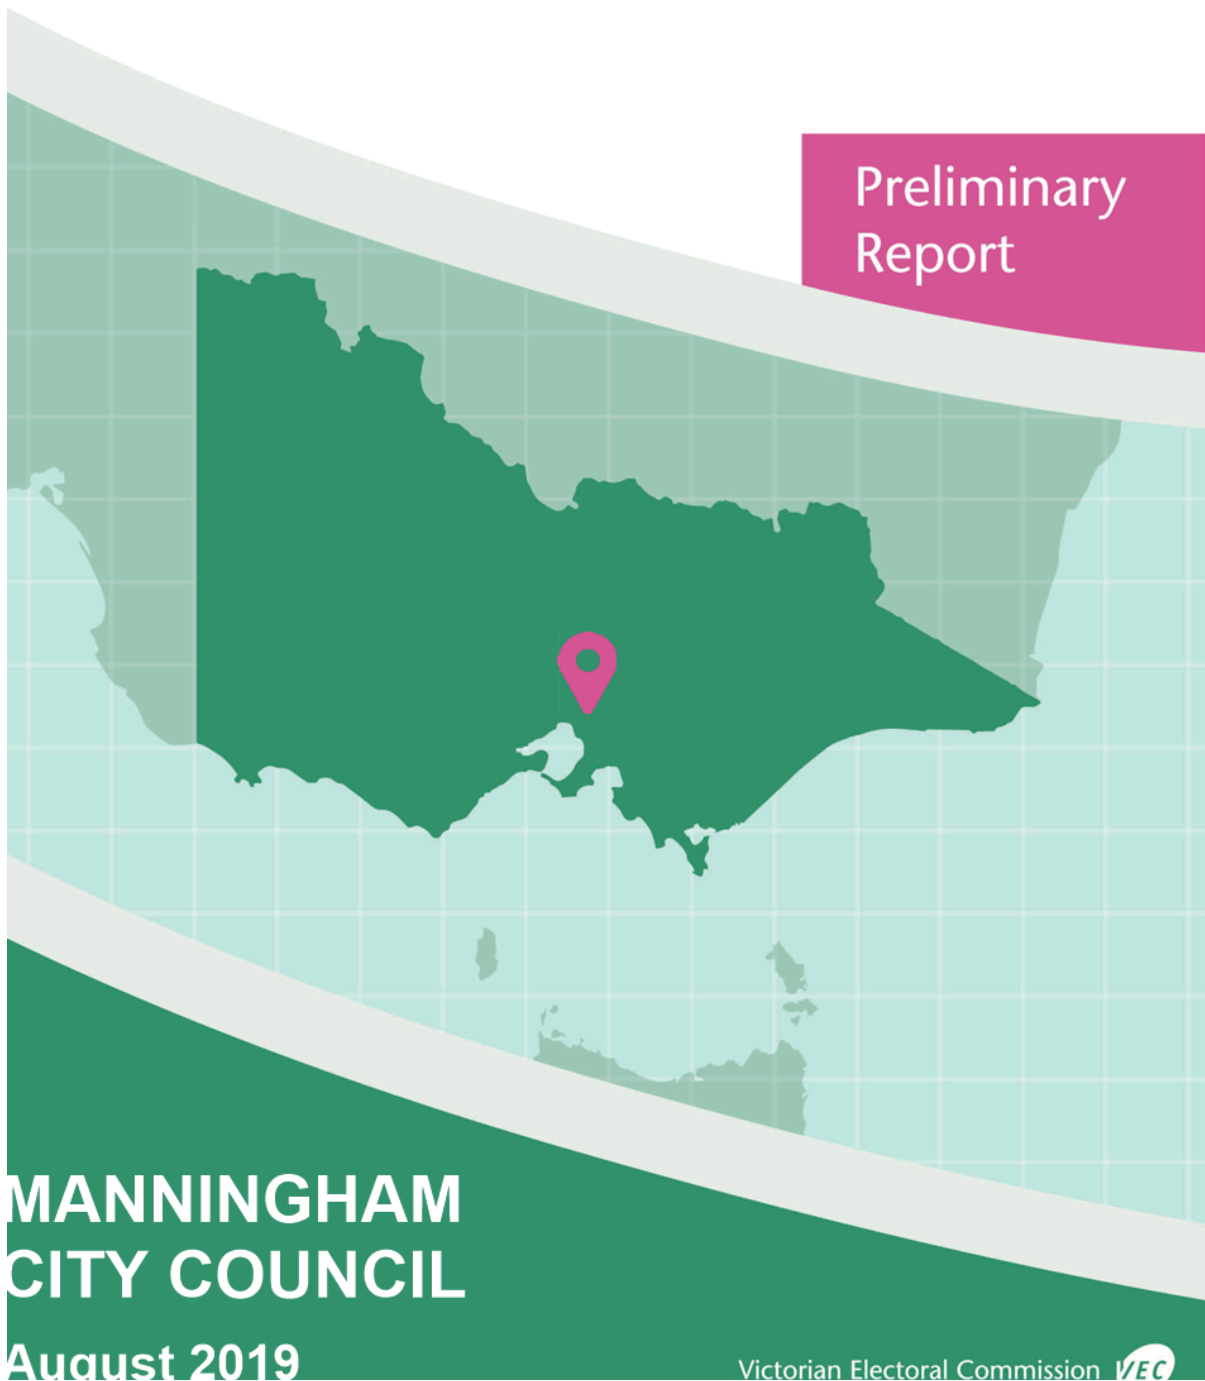 Preliminary
Report
MANNINGHAM
CITY COUNCIL
August 2019
Victorian Electoral Commission VEC